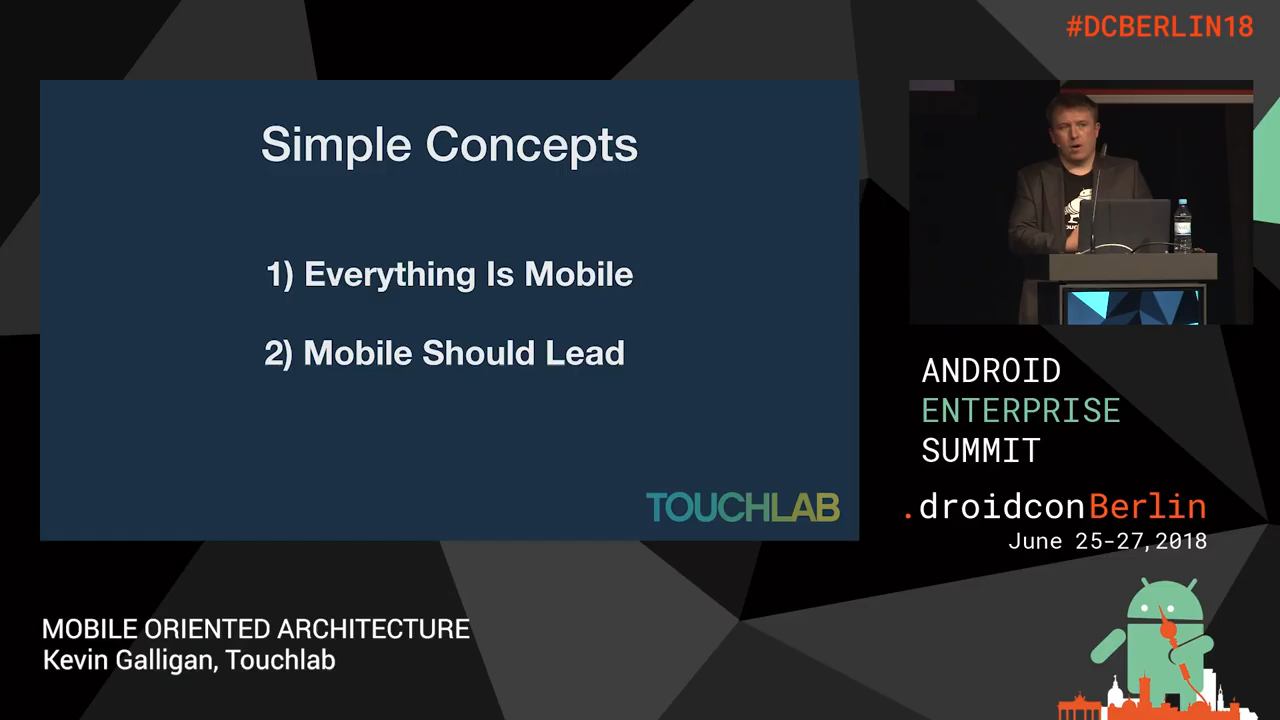 #DCBERLIN18
Simple Concepts
1) Everything Is Mobile
2) Mobile Should Lead
TOUCHLAB
ANDROID
ENTERPRISE
SUMMIT
.droidconBerlin
June 25-27,2018
MOBILE ORIENTED ARCHITECTURE
Kevin Galligan, Touchlab